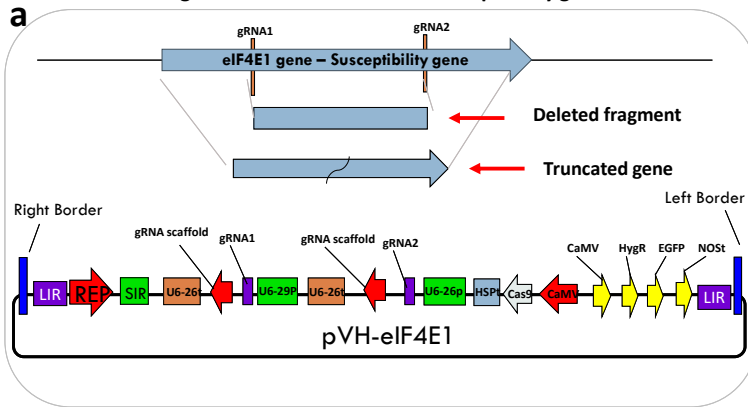 a
gRNA1
gRNA2
eIF4E1 gene – Susceptibility gene
Deleted fragment
Truncated gene
Right Border
Left Border
gRNA scaffold
gRNA1
gRNA scaffold
gRNA2
CaMV
HygR
EGFP
NOSt
LIR
REP
SIR
U6-26t
U6-29P
U6-26t
U6-26p
HSPt
Cas9
CaMV
LIR
pVH-eIF4E1